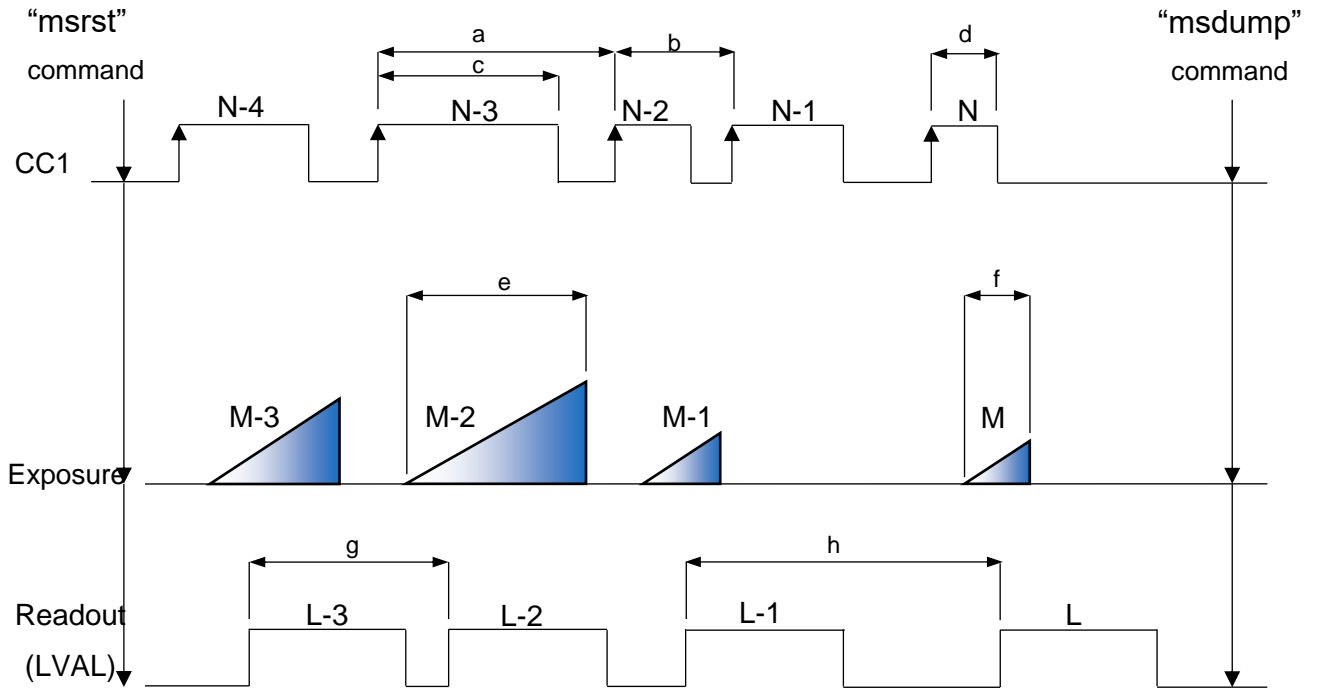 “msrst”
command
“msdump”
command
a
b
c
d
N-4
N-3
N-2
N-1
N
CC1
e
f
M-3
M-2
M-1
M
Exposure
g
h
Readout
(LVAL)
L-3
L-2
L-1
L